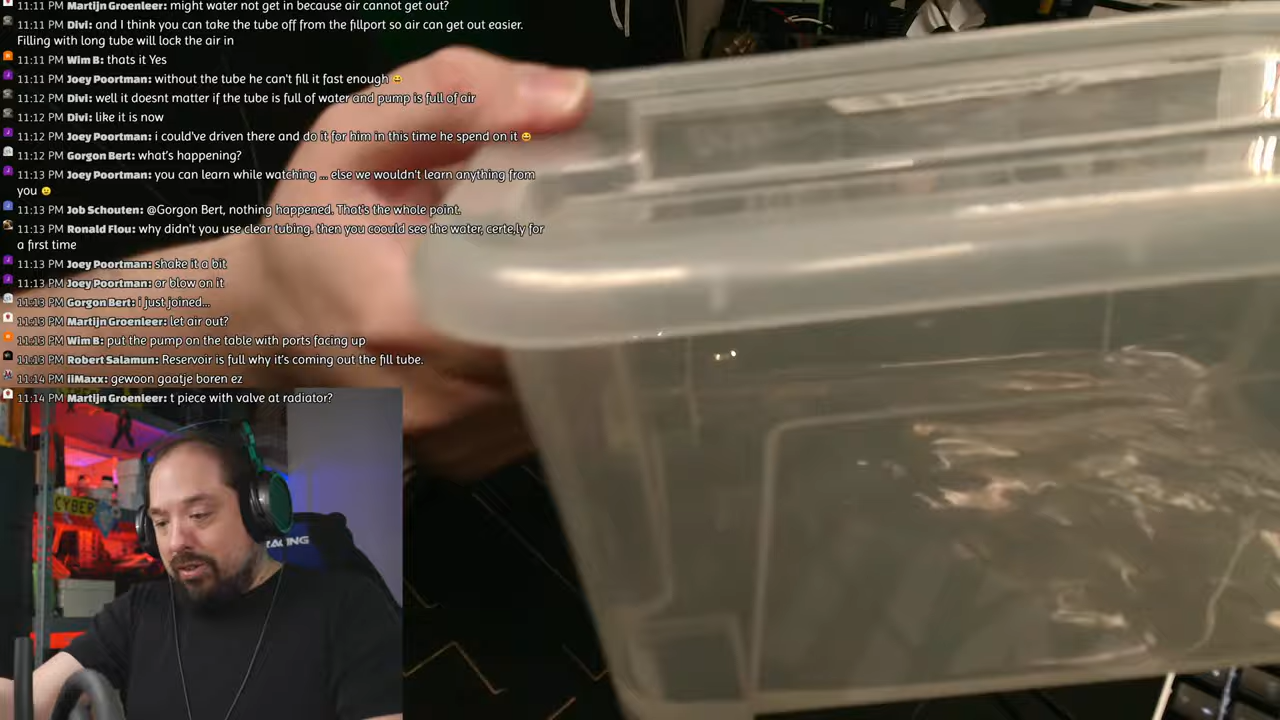 11:11 PM Martijn Groenleer: might water not get in because air cannot get out?
11:11 PM Divi: and I think you can take the tube off from the fillport so air can get out easier.
Filling with long tube will lock the air in
11:11 PM Wim B: thats it Yes
11:11 PM Joey Poortman: without the tube he can't fill it fast enough 😄
11:12 PM Divi: well it doesnt matter if the tube is full of water and pump is full of air
11:12 PM Divi: like it is now
11:12 PM Joey Poortman: i could've driven there and do it for him in this time he spend on it 😄
11:12 PM Gorgon Bert: what's happening?
11:13 PM Joey Poortman: you can learn while watching ... else we wouldn't learn anything from
you 😉
11:13 PM Job Schouten: @Gorgon Bert, nothing happened. That's the whole point.
11:13 PM Ronald Flou: why didn't you use clear tubing. then you coould see the water, certe,ly for
a first time
11:13 PM Joey Poortman: shake it a bit
11:13 PM Joey Poortman: or blow on it
11:13 PM Gorgon Bert: i just joined...
11:13 PM Martijn Groenleer: let air out?
11:13 PM Wim B: put the pump on the table with ports facing up
11:13 PM Robert Salamun: Reservoir is full why it's coming out the fill tube.
11:14 PM iiMaxx: gewoon gaatje boren ez
11:14 PM Martijn Groenleer: t piece with valve at radiator?
CYBER
RACING